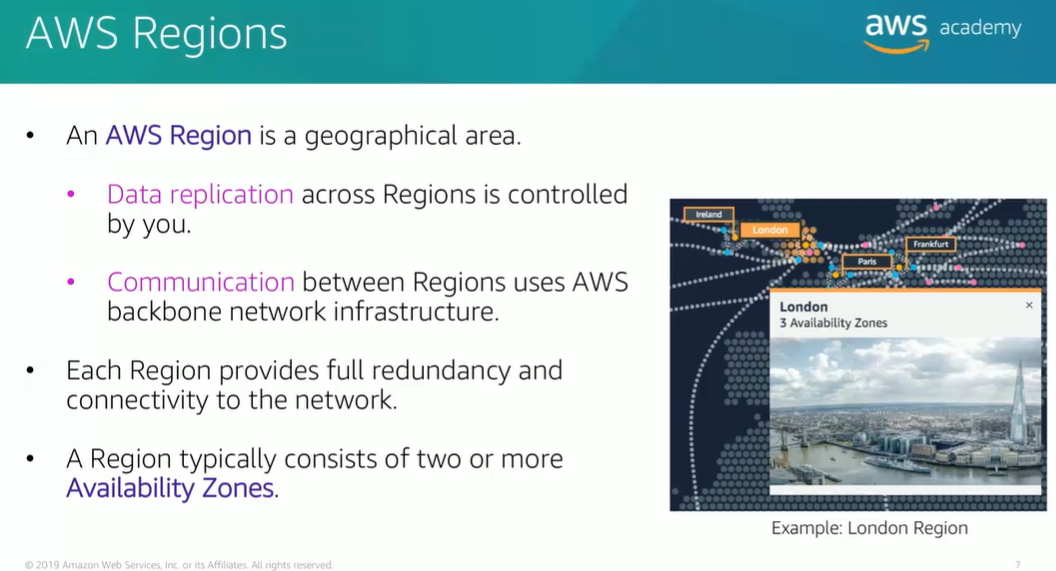 AWS Regions
aws academy
• An AWS Region is a geographical area.
• Data replication across Regions is controlled
by you.
• Communication between Regions uses AWS
backbone network infrastructure.
• Each Region provides full redundancy and
connectivity to the network.
• A Region typically consists of two or more
Availability Zones.
Ireland
London
Frankfurt
Paris
London
×
3 Availability Zones
Example: London Region
© 2019 Amazon Web Services, Inc. or its Affiliates. All rights reserved.
7